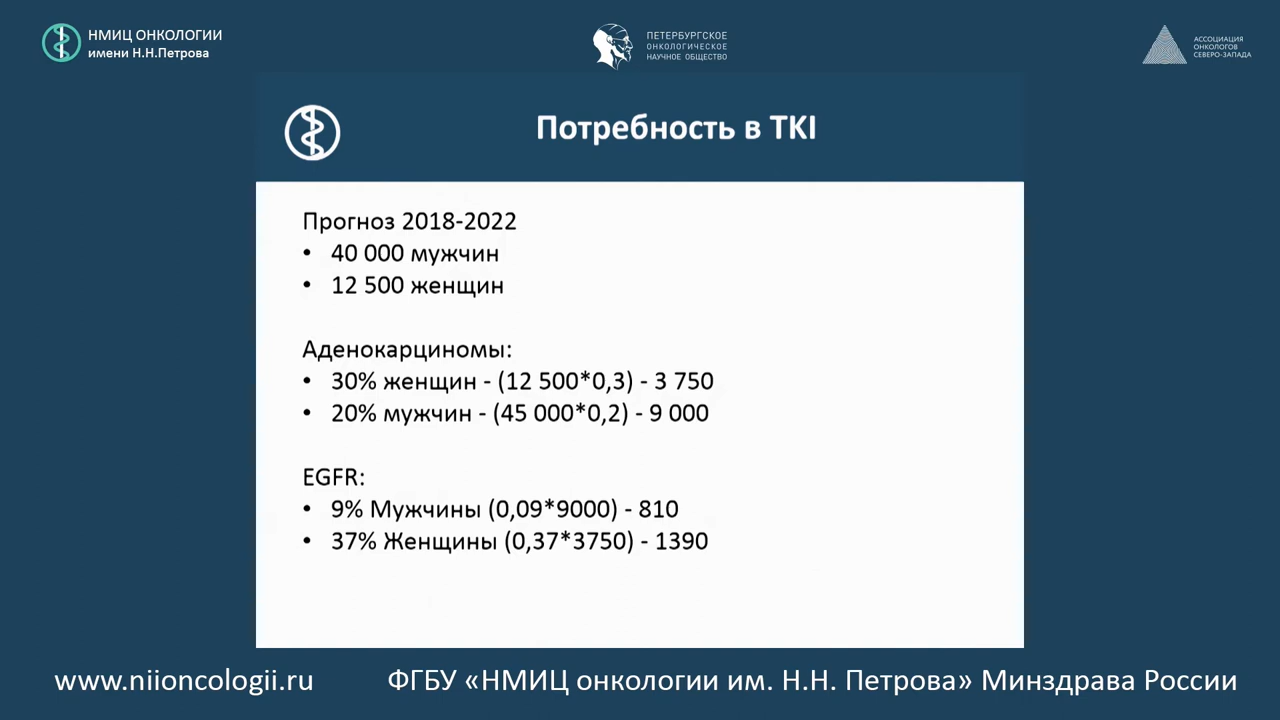 НМИЦ ОНКОЛОГИИ
имени Н.Н.Петрова
ПЕТЕРБУРГСКОЕ
ОНКОЛОГИЧЕСКОЕ
НАУЧНОЕ ОБЩЕСТВО
АССОЦИАЦИЯ
ОНКОЛОГОВ
СЕВЕРО-ЗАПАДА
Потребность в TKI
Прогноз 2018-2022
• 40 000 мужчин
• 12 500 женщин
Аденокарциномы:
• 30% женщин - (12 500*0,3) - 3 750
• 20% мужчин - (45 000*0,2) - 9 000
EGFR:
• 9% Мужчины (0,09*9000) - 810
• 37% Женщины (0,37*3750) - 1390
www.niioncologii.ru
ФГБУ «НМИЦ онкологии им. Н.Н. Петрова» Минздрава России